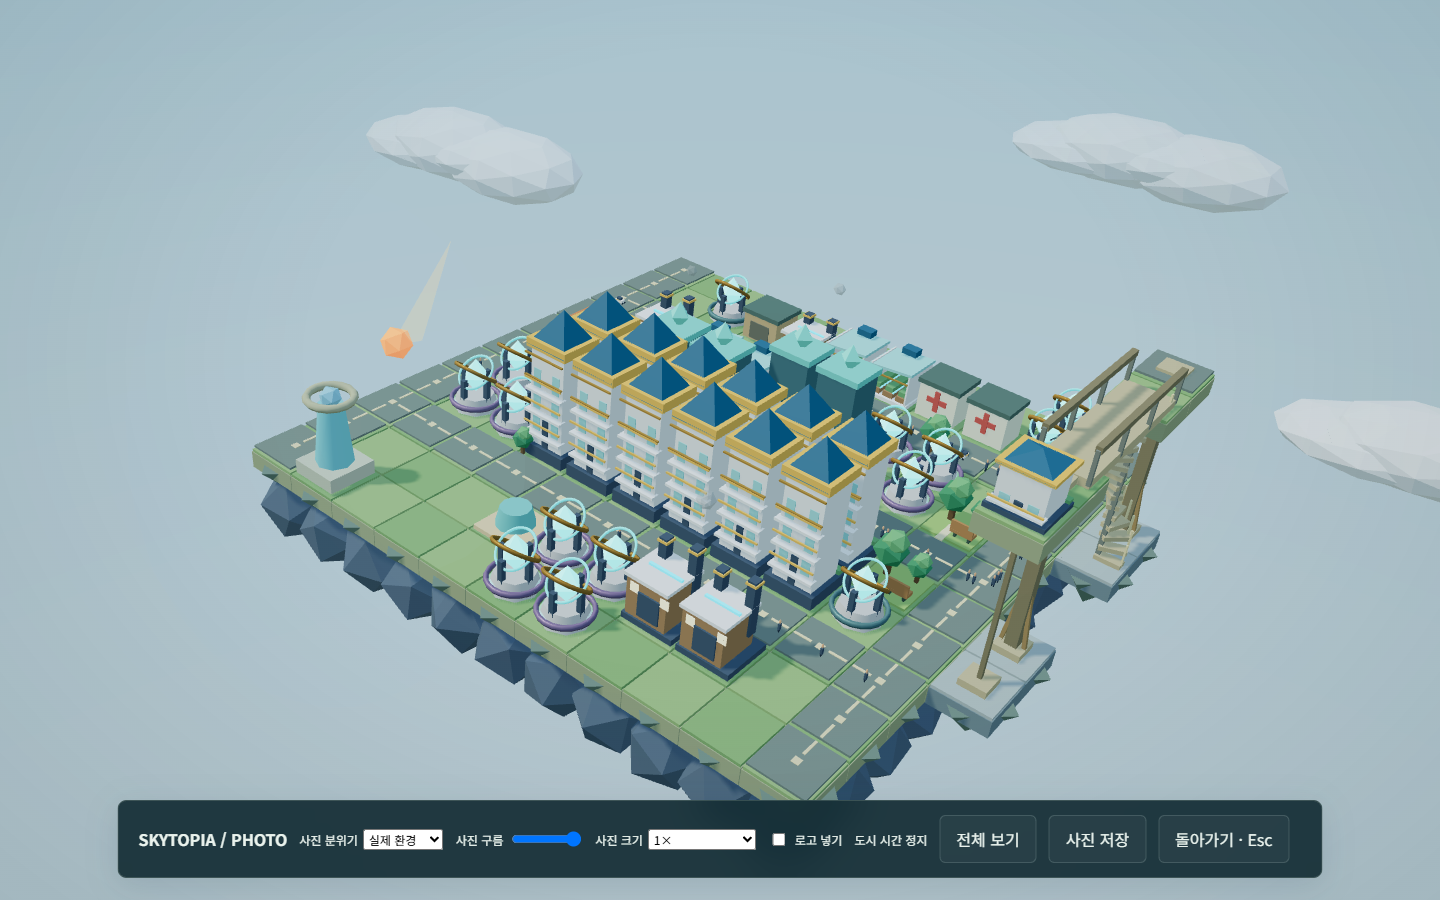 SKYTOPIA / PHOTO 사진 분위기 실제 환경 사진 구름 사진 크기 1× 로고 넣기 도시 시간 정지 전체 보기 사진 저장 돌아가기 · Esc